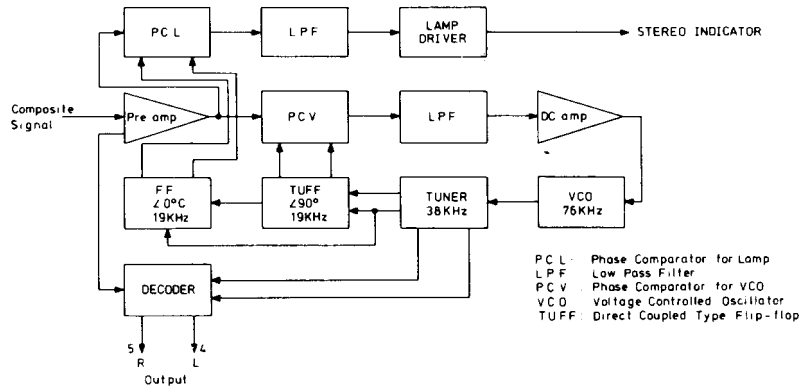 PCL
LPF
LAMP
DRIVER
STEREO INDICATOR
Composite
Signal
Pre amp
PCV
LPF
DC amp
FF
∠0°C
19KHz
TUFF
∠90°
19KHz
TUNER
38KHz
VCO
76KHz
DECODER
5
4
R
L
Output
PCL: Phase Comparator for Lamp
LPF : Low Pass Filter
PCV : Phase Comparator for VCO
VCO : Voltage Controlled Oscillator
TUFF: Direct Coupled Type Flip-flop